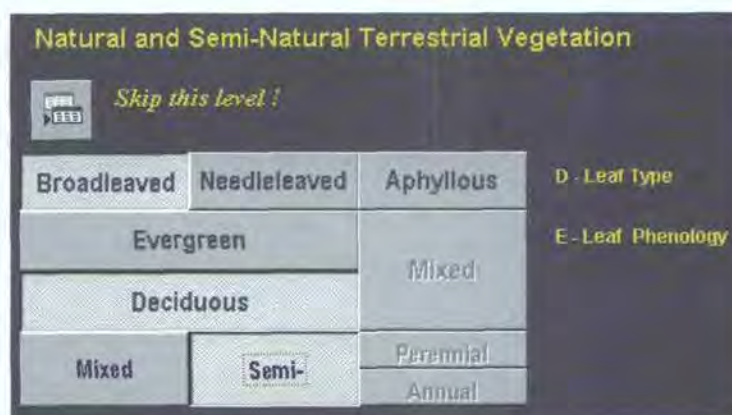 Natural and Semi-Natural Terrestrial Vegetation
Skip this level !
Broadleaved Needleleaved Aphyllous D - Leaf Type
Evergreen E - Leaf Phenology
Mixed
Deciduous
Mixed Semi- Perennial
Annual